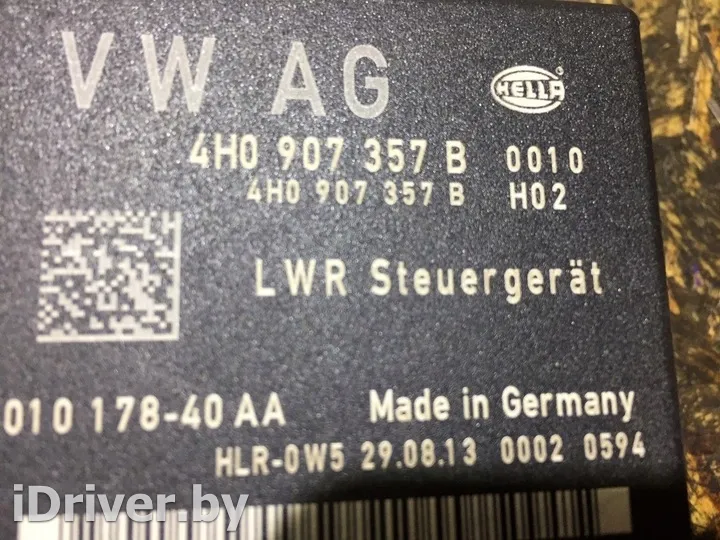 VW AG
HELLA
4H0 907 357 B 0010
4H0 907 357 B H02
LWR Steuergerät
010 178-40 AA Made in Germany
HLR-0W5 29.08.13 0002 0594
iDriver.by